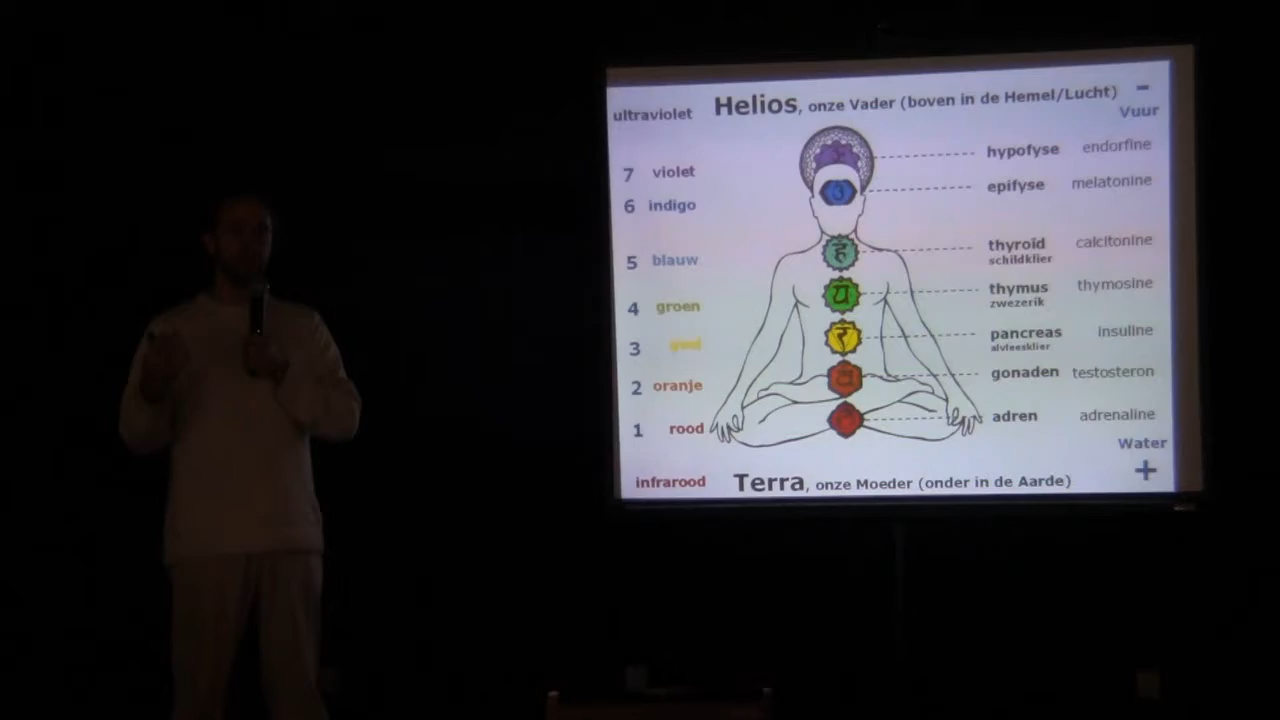 Helios, onze Vader (boven in de Hemel/Lucht) -
ultraviolet
Vuur
7 violet
hypofyse endorfine
6 indigo
epifyse melatonine
5 blauw
thyroïd calcitonine
schildklier
4 groen
thymus thymosine
zwezerik
3 geel
pancreas insuline
alvleesklier
2 oranje
gonaden testosteron
1 rood
adren adrenaline
Water
+
infrarood
Terra, onze Moeder (onder in de Aarde)